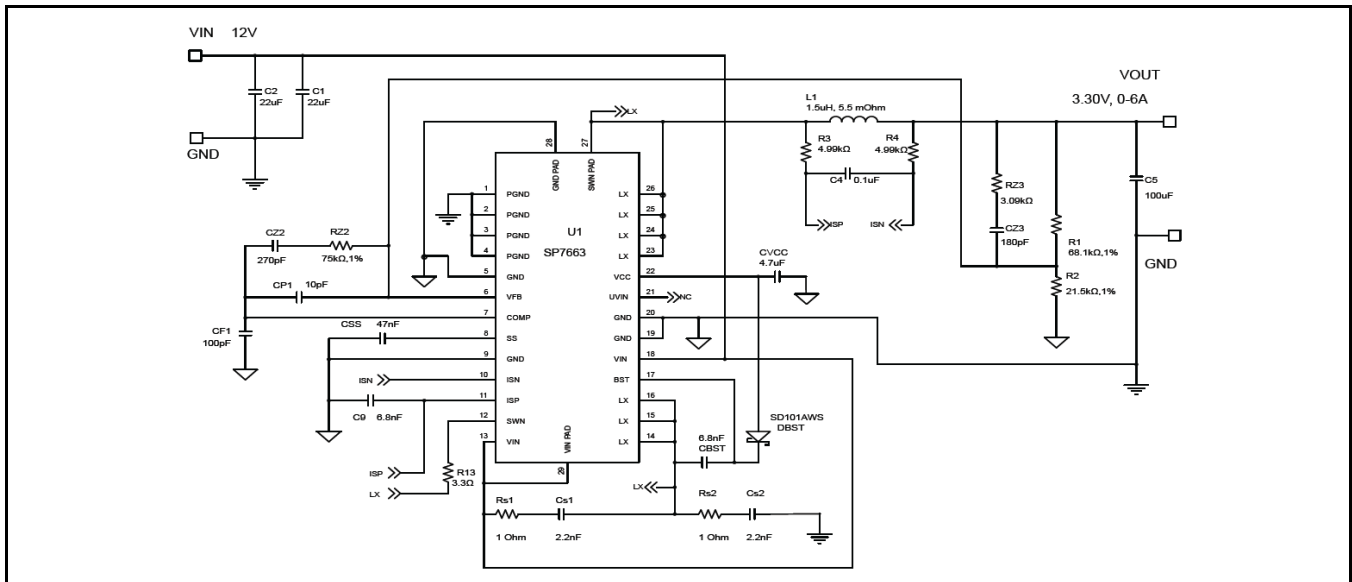 VIN 12V
C2
22uF
C1
22uF
GND
VOUT
3.30V, 0-6A
L1
1.5uH, 5.5 mOhm
LX
R3
4.99kΩ
R4
4.99kΩ
C4 0.1uF
ISP
ISN
RZ3
3.09kΩ
CZ3
180pF
R1
68.1kΩ,1%
R2
21.5kΩ,1%
C5
100uF
GND
28
27
GND PAD
SWN PAD
U1
SP7663
1 PGND
2 PGND
3 PGND
4 PGND
5 GND
6 VFB
7 COMP
8 SS
9 GND
10 ISN
11 ISP
12 SWN
13 VIN
LX 26
LX 25
LX 24
LX 23
VCC 22
UVIN 21
GND 20
GND 19
VIN 18
BST 17
LX 16
LX 15
LX 14
VIN PAD
29
CVCC
4.7uF
NC
CZ2
270pF
RZ2
75kΩ,1%
CP1 10pF
CF1
100pF
CSS 47nF
ISN
C9 6.8nF
ISP
LX
R13
3.3Ω
SD101AWS
DBST
6.8nF
CBST
LX
Rs1
1 Ohm
Cs1
2.2nF
Rs2
1 Ohm
Cs2
2.2nF